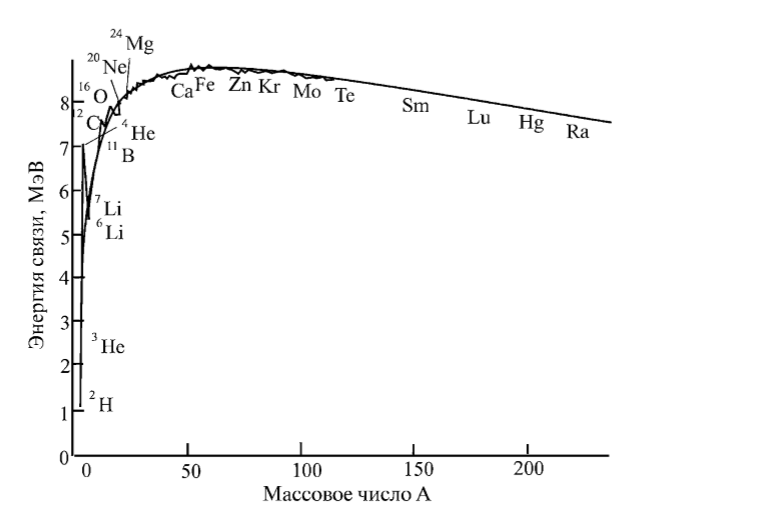 ²⁴Mg
²⁰Ne
¹⁶O
¹²C
⁴He
¹¹B
⁷Li
⁶Li
³He
²H
Ca Fe Zn Kr Mo Te Sm Lu Hg Ra
8
7
6
5
4
3
2
1
0
0 50 100 150 200
Энергия связи, МэВ
Массовое число А